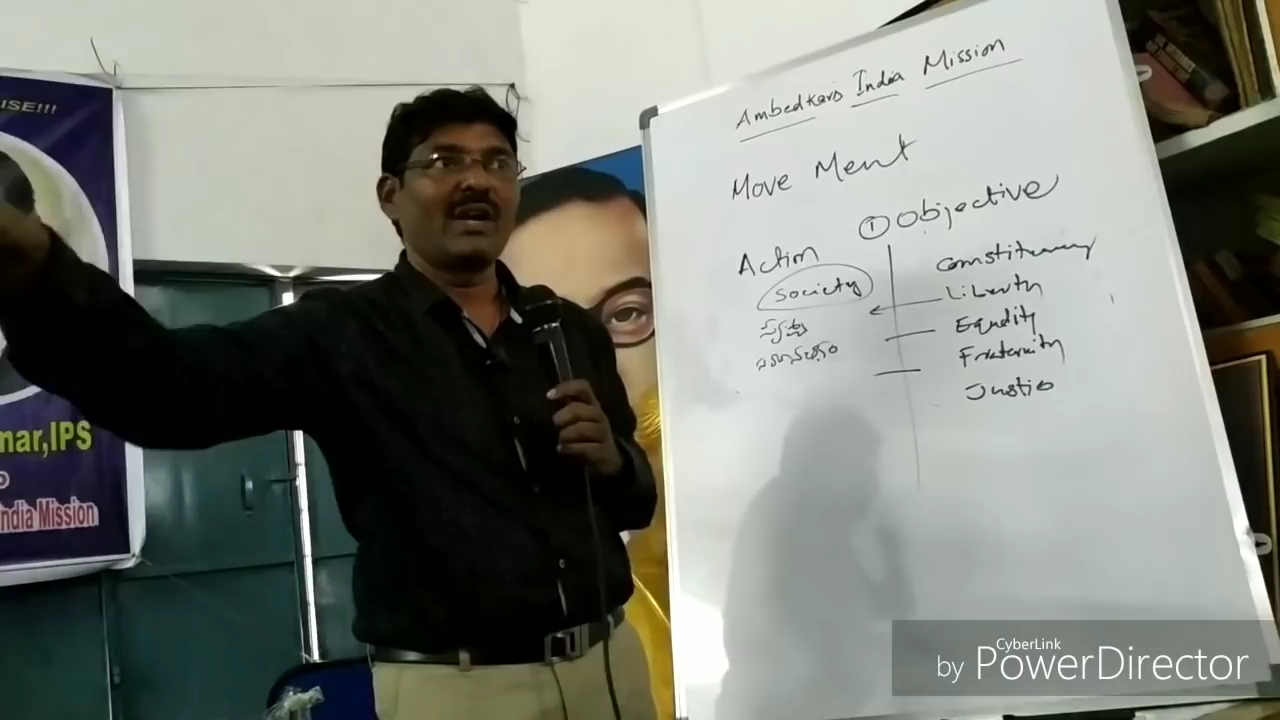 ISE!!!
mar,IPS
ndia Mission
Ambedkars India Mission
Move Ment
① Objective
Action
society
Constituency
Liberty
Equality
Fraternity
Justice
CyberLink
by PowerDirector